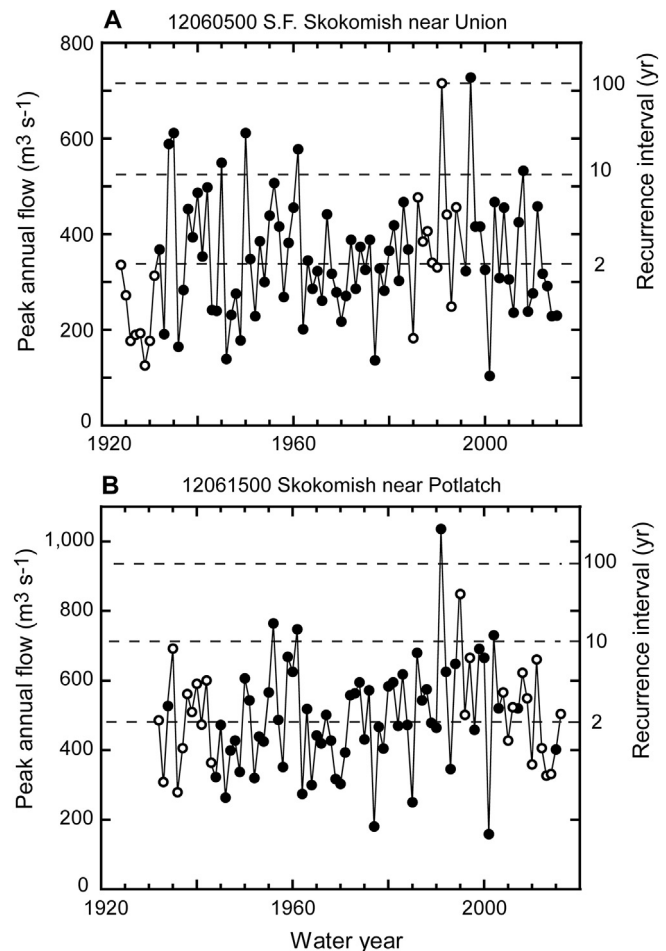 A
12060500 S.F. Skokomish near Union
800
600
400
200
0
100
10
2
Peak annual flow (m3 s-1)
Recurrence interval (yr)
1920
1960
2000
B
12061500 Skokomish near Potlatch
1,000
800
600
400
200
0
100
10
2
Peak annual flow (m3 s-1)
Recurrence interval (yr)
1920
1960
2000
Water year